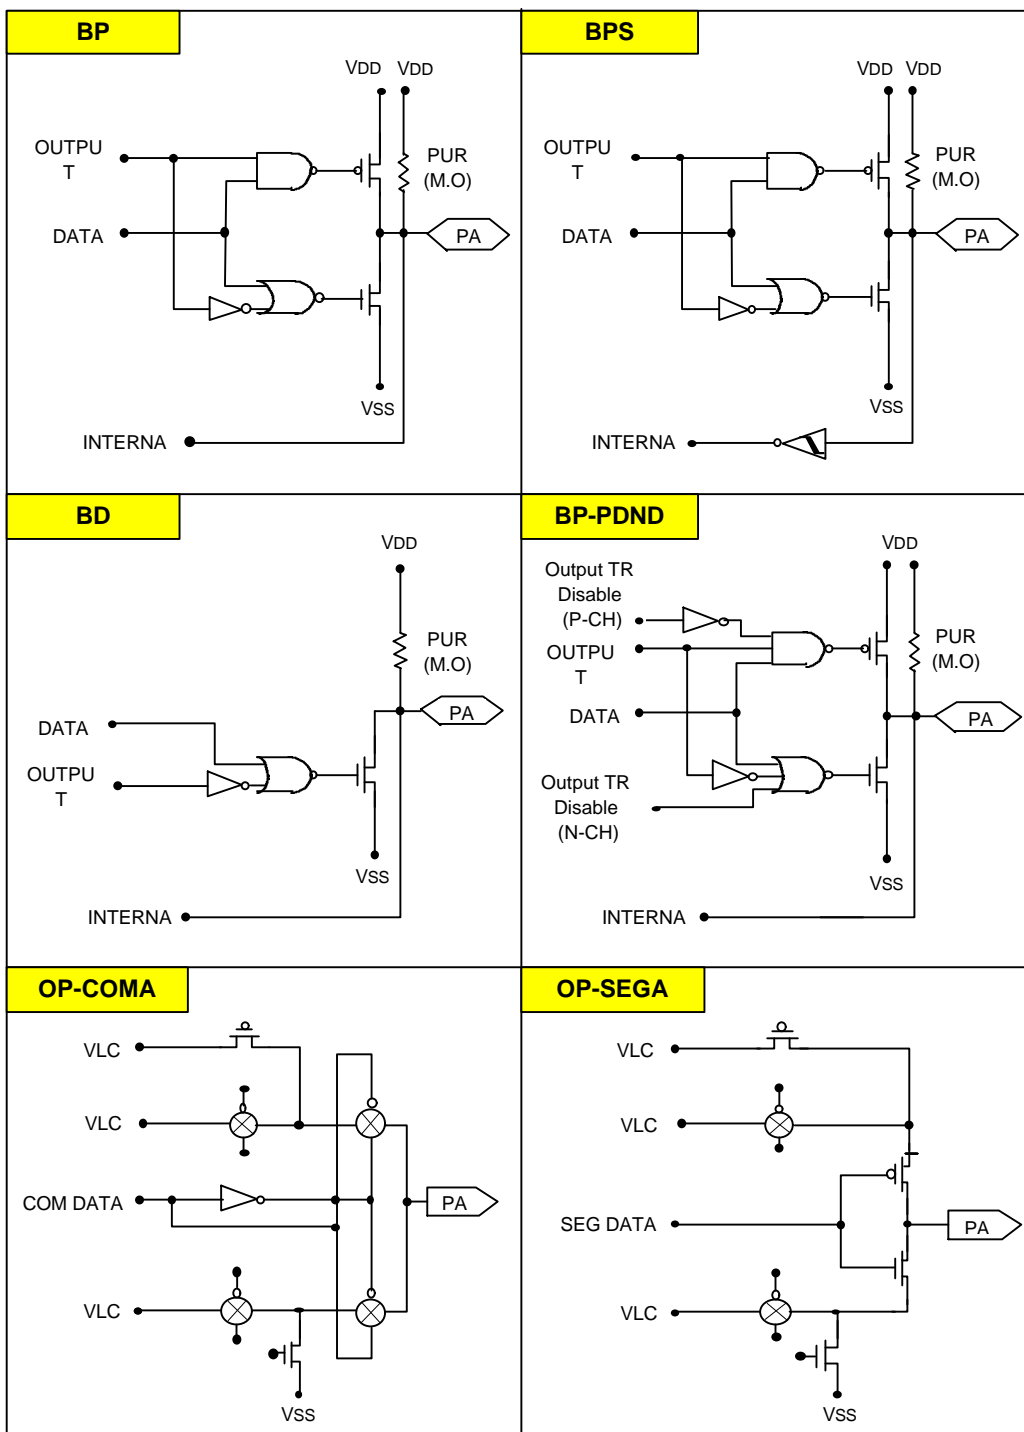 BP
VDD VDD
OUTPU
T
PUR
(M.O)
DATA
PA
VSS
INTERNA
BPS
VDD VDD
OUTPU
T
PUR
(M.O)
DATA
PA
VSS
INTERNA
BD
VDD
PUR
(M.O)
PA
DATA
OUTPU
T
VSS
INTERNA
BP-PDND
VDD
Output TR
Disable
(P-CH)
OUTPU
T
PUR
(M.O)
DATA
PA
Output TR
Disable
(N-CH)
VSS
INTERNA
OP-COMA
VLC
VLC
COM DATA
PA
VLC
VSS
OP-SEGA
VLC
VLC
SEG DATA
PA
VLC
VSS